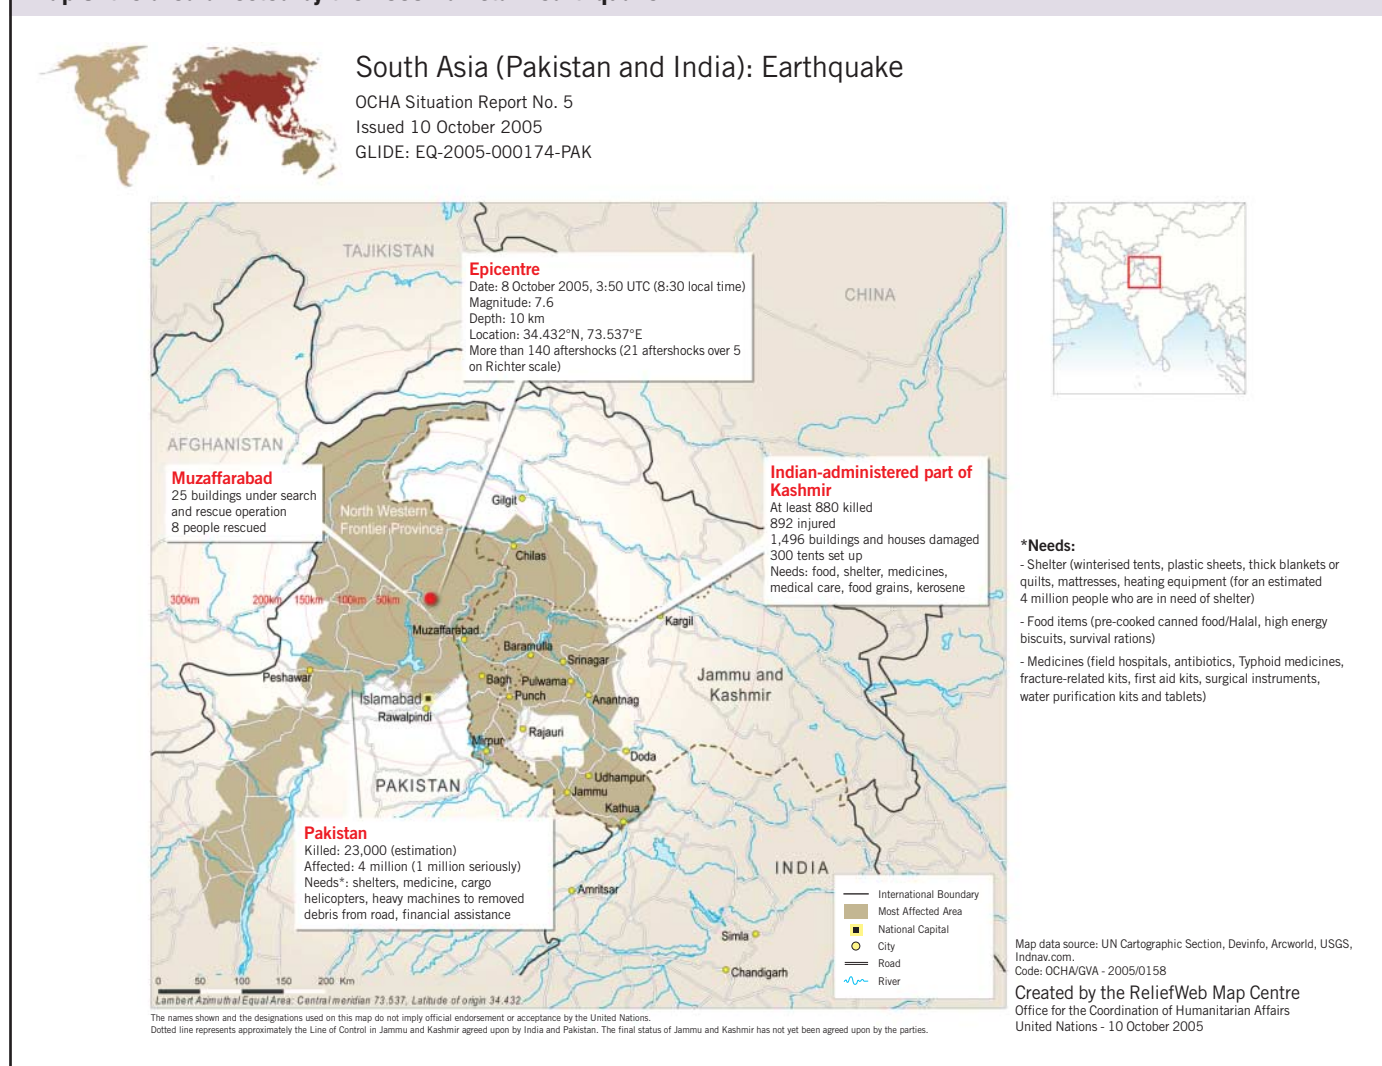 South Asia (Pakistan and India): Earthquake
OCHA Situation Report No. 5
Issued 10 October 2005
GLIDE: EQ-2005-000174-PAK
TAJIKISTAN
CHINA
AFGHANISTAN
Epicentre
Date: 8 October 2005, 3:50 UTC (8:30 local time)
Magnitude: 7.6
Depth: 10 km
Location: 34.432°N, 73.537°E
More than 140 aftershocks (21 aftershocks over 5
on Richter scale)
Muzaffarabad
25 buildings under search
and rescue operation
8 people rescued
North Western
Frontier Province
Indian-administered part of
Kashmir
At least 880 killed
892 injured
1,496 buildings and houses damaged
300 tents set up
Needs: food, shelter, medicines,
medical care, food grains, kerosene
Gilgit
Chilas
300km
200km
150km
100km
50km
Muzaffarabad
Kargil
Baramulla
Srinagar
Peshawar
Bagh
Pulwama
Islamabad
Punch
Anantnag
Rawalpindi
Jammu and
Kashmir
Rajauri
Mirpur
Doda
Udhampur
PAKISTAN
Jammu
Kathua
Pakistan
Killed: 23,000 (estimation)
Affected: 4 million (1 million seriously)
Needs*: shelters, medicine, cargo
helicopters, heavy machines to removed
debris from road, financial assistance
INDIA
Amritsar
Simla
Chandigarh
International Boundary
Most Affected Area
National Capital
City
Road
River
0 50 100 150 200 Km
Lambert Azimuthal Equal Area: Central meridian 73.537, Latitude of origin 34.432
The names shown and the designations used on this map do not imply official endorsement or acceptance by the United Nations.
Dotted line represents approximately the Line of Control in Jammu and Kashmir agreed upon by India and Pakistan. The final status of Jammu and Kashmir has not yet been agreed upon by the parties.
*Needs:
- Shelter (winterised tents, plastic sheets, thick blankets or
quilts, mattresses, heating equipment (for an estimated
4 million people who are in need of shelter)
- Food items (pre-cooked canned food/Halal, high energy
biscuits, survival rations)
- Medicines (field hospitals, antibiotics, Typhoid medicines,
fracture-related kits, first aid kits, surgical instruments,
water purification kits and tablets)
Map data source: UN Cartographic Section, Devinfo, Arcworld, USGS,
Indnav.com.
Code: OCHA/GVA - 2005/0158
Created by the ReliefWeb Map Centre
Office for the Coordination of Humanitarian Affairs
United Nations - 10 October 2005